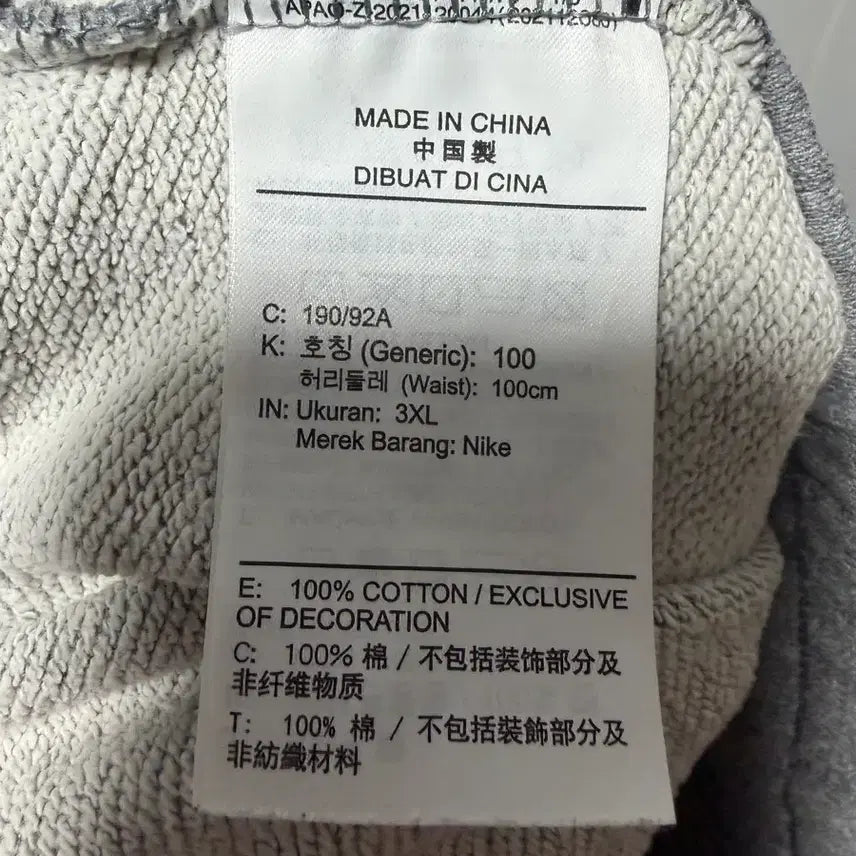 MADE IN CHINA
中国製
DIBUAT DI CINA
C: 190/92A
K: 호칭 (Generic): 100
허리둘레 (Waist): 100cm
IN: Ukuran: 3XL
Merek Barang: Nike
E: 100% COTTON / EXCLUSIVE
OF DECORATION
C: 100% 棉 / 不包括装饰部分及
非纤维物质
T: 100% 棉 / 不包括裝飾部分及
非紡織材料